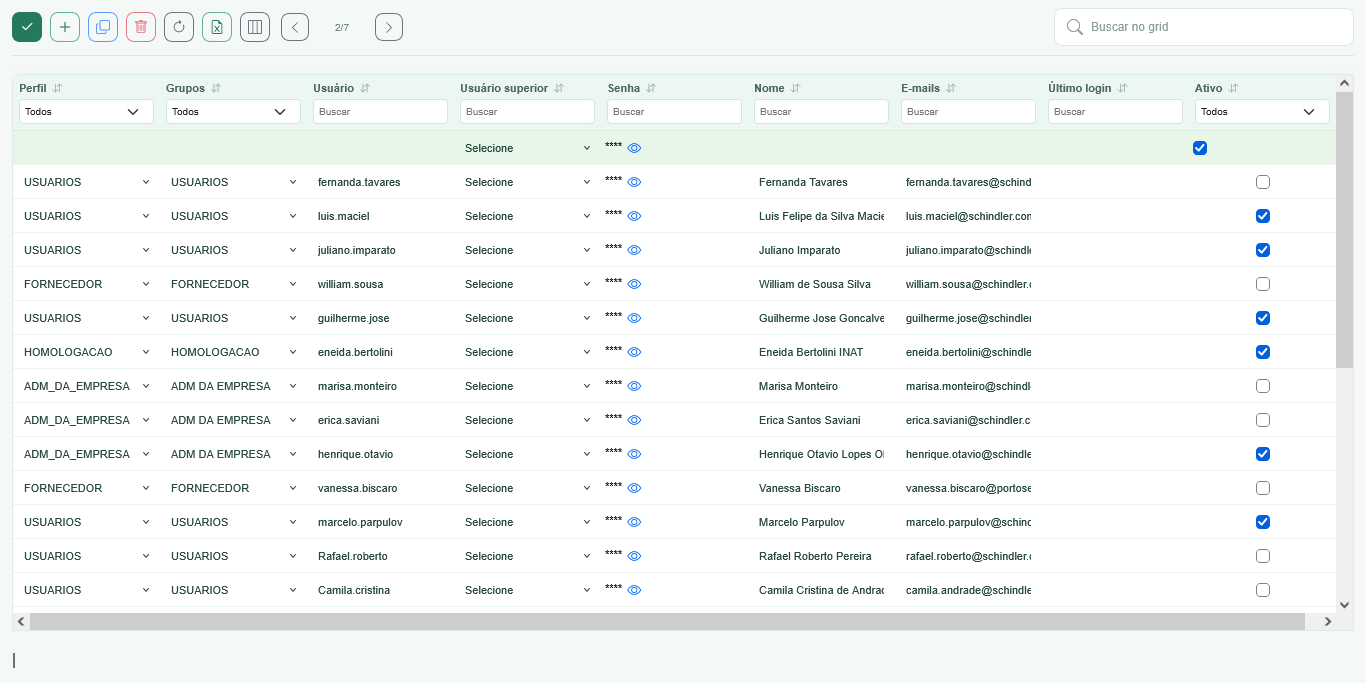 2/7 Buscar no grid
Perfil Grupos Usuário Usuário superior Senha Nome E-mails Último login Ativo
Todos Todos Buscar Buscar Buscar Buscar Buscar Buscar Todos
Selecione ****
USUARIOS USUARIOS fernanda.tavares Selecione **** Fernanda Tavares fernanda.tavares@schind
USUARIOS USUARIOS luis.maciel Selecione **** Luis Felipe da Silva Macie luis.maciel@schindler.con
USUARIOS USUARIOS juliano.imparato Selecione **** Juliano Imparato juliano.imparato@schindle
FORNECEDOR FORNECEDOR william.sousa Selecione **** William de Sousa Silva william.sousa@schindler.c
USUARIOS USUARIOS guilherme.jose Selecione **** Guilherme Jose Goncalve guilherme.jose@schindler
HOMOLOGACAO HOMOLOGACAO eneida.bertolini Selecione **** Eneida Bertolini INAT eneida.bertolini@schindle
ADM_DA_EMPRESA ADM DA EMPRESA marisa.monteiro Selecione **** Marisa Monteiro marisa.monteiro@schindl
ADM_DA_EMPRESA ADM DA EMPRESA erica.saviani Selecione **** Erica Santos Saviani erica.saviani@schindler.c
ADM_DA_EMPRESA ADM DA EMPRESA henrique.otavio Selecione **** Henrique Otavio Lopes Ol henrique.otavio@schindle
FORNECEDOR FORNECEDOR vanessa.biscaro Selecione **** Vanessa Biscaro vanessa.biscaro@portose
USUARIOS USUARIOS marcelo.parpulov Selecione **** Marcelo Parpulov marcelo.parpulov@schinc
USUARIOS USUARIOS Rafael.roberto Selecione **** Rafael Roberto Pereira rafael.roberto@schindler.c
USUARIOS USUARIOS Camila.cristina Selecione **** Camila Cristina de Andrac camila.andrade@schindle